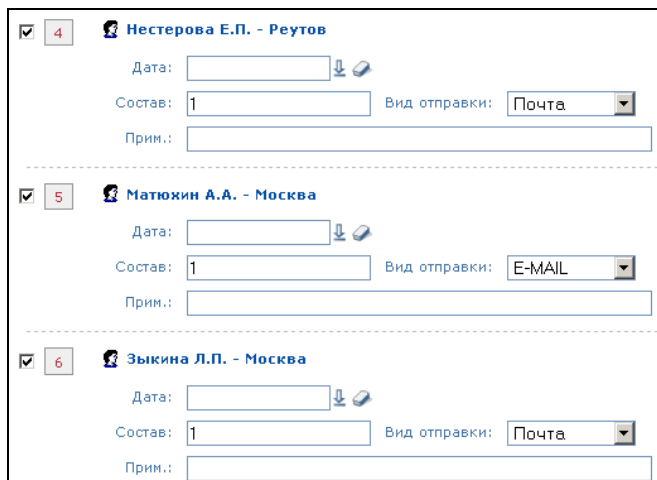 4 Нестерова Е.П. - Реутов
Дата:
Состав: 1 Вид отправки: Почта
Прим.:
5 Матюхин А.А. - Москва
Дата:
Состав: 1 Вид отправки: E-MAIL
Прим.:
6 Зыкина Л.П. - Москва
Дата:
Состав: 1 Вид отправки: Почта
Прим.: